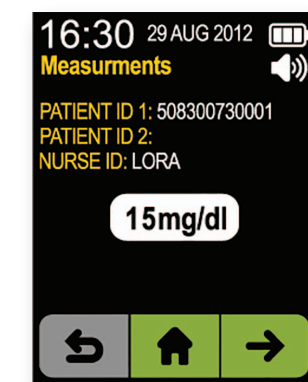 16:30 29 AUG 2012
Measurments
PATIENT ID 1: 508300730001
PATIENT ID 2:
NURSE ID: LORA
15mg/dl